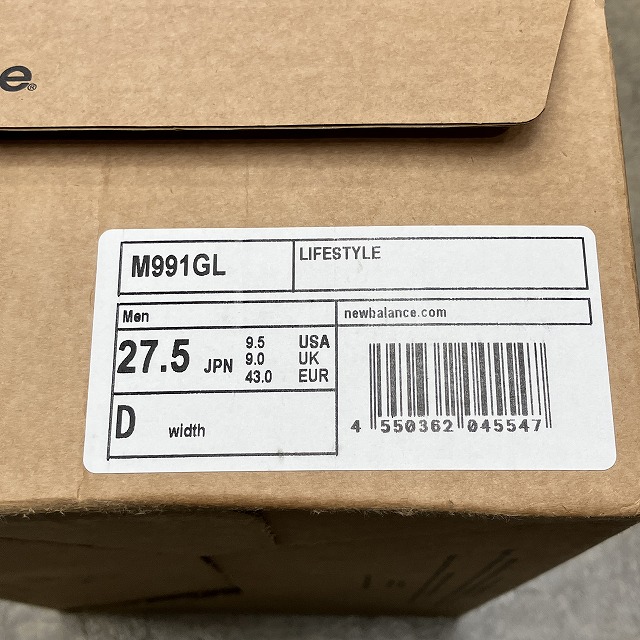 e®
M991GL
LIFESTYLE
Men
27.5 JPN
9.5 USA
9.0 UK
43.0 EUR
D width
newbalance.com
4 550362 045547